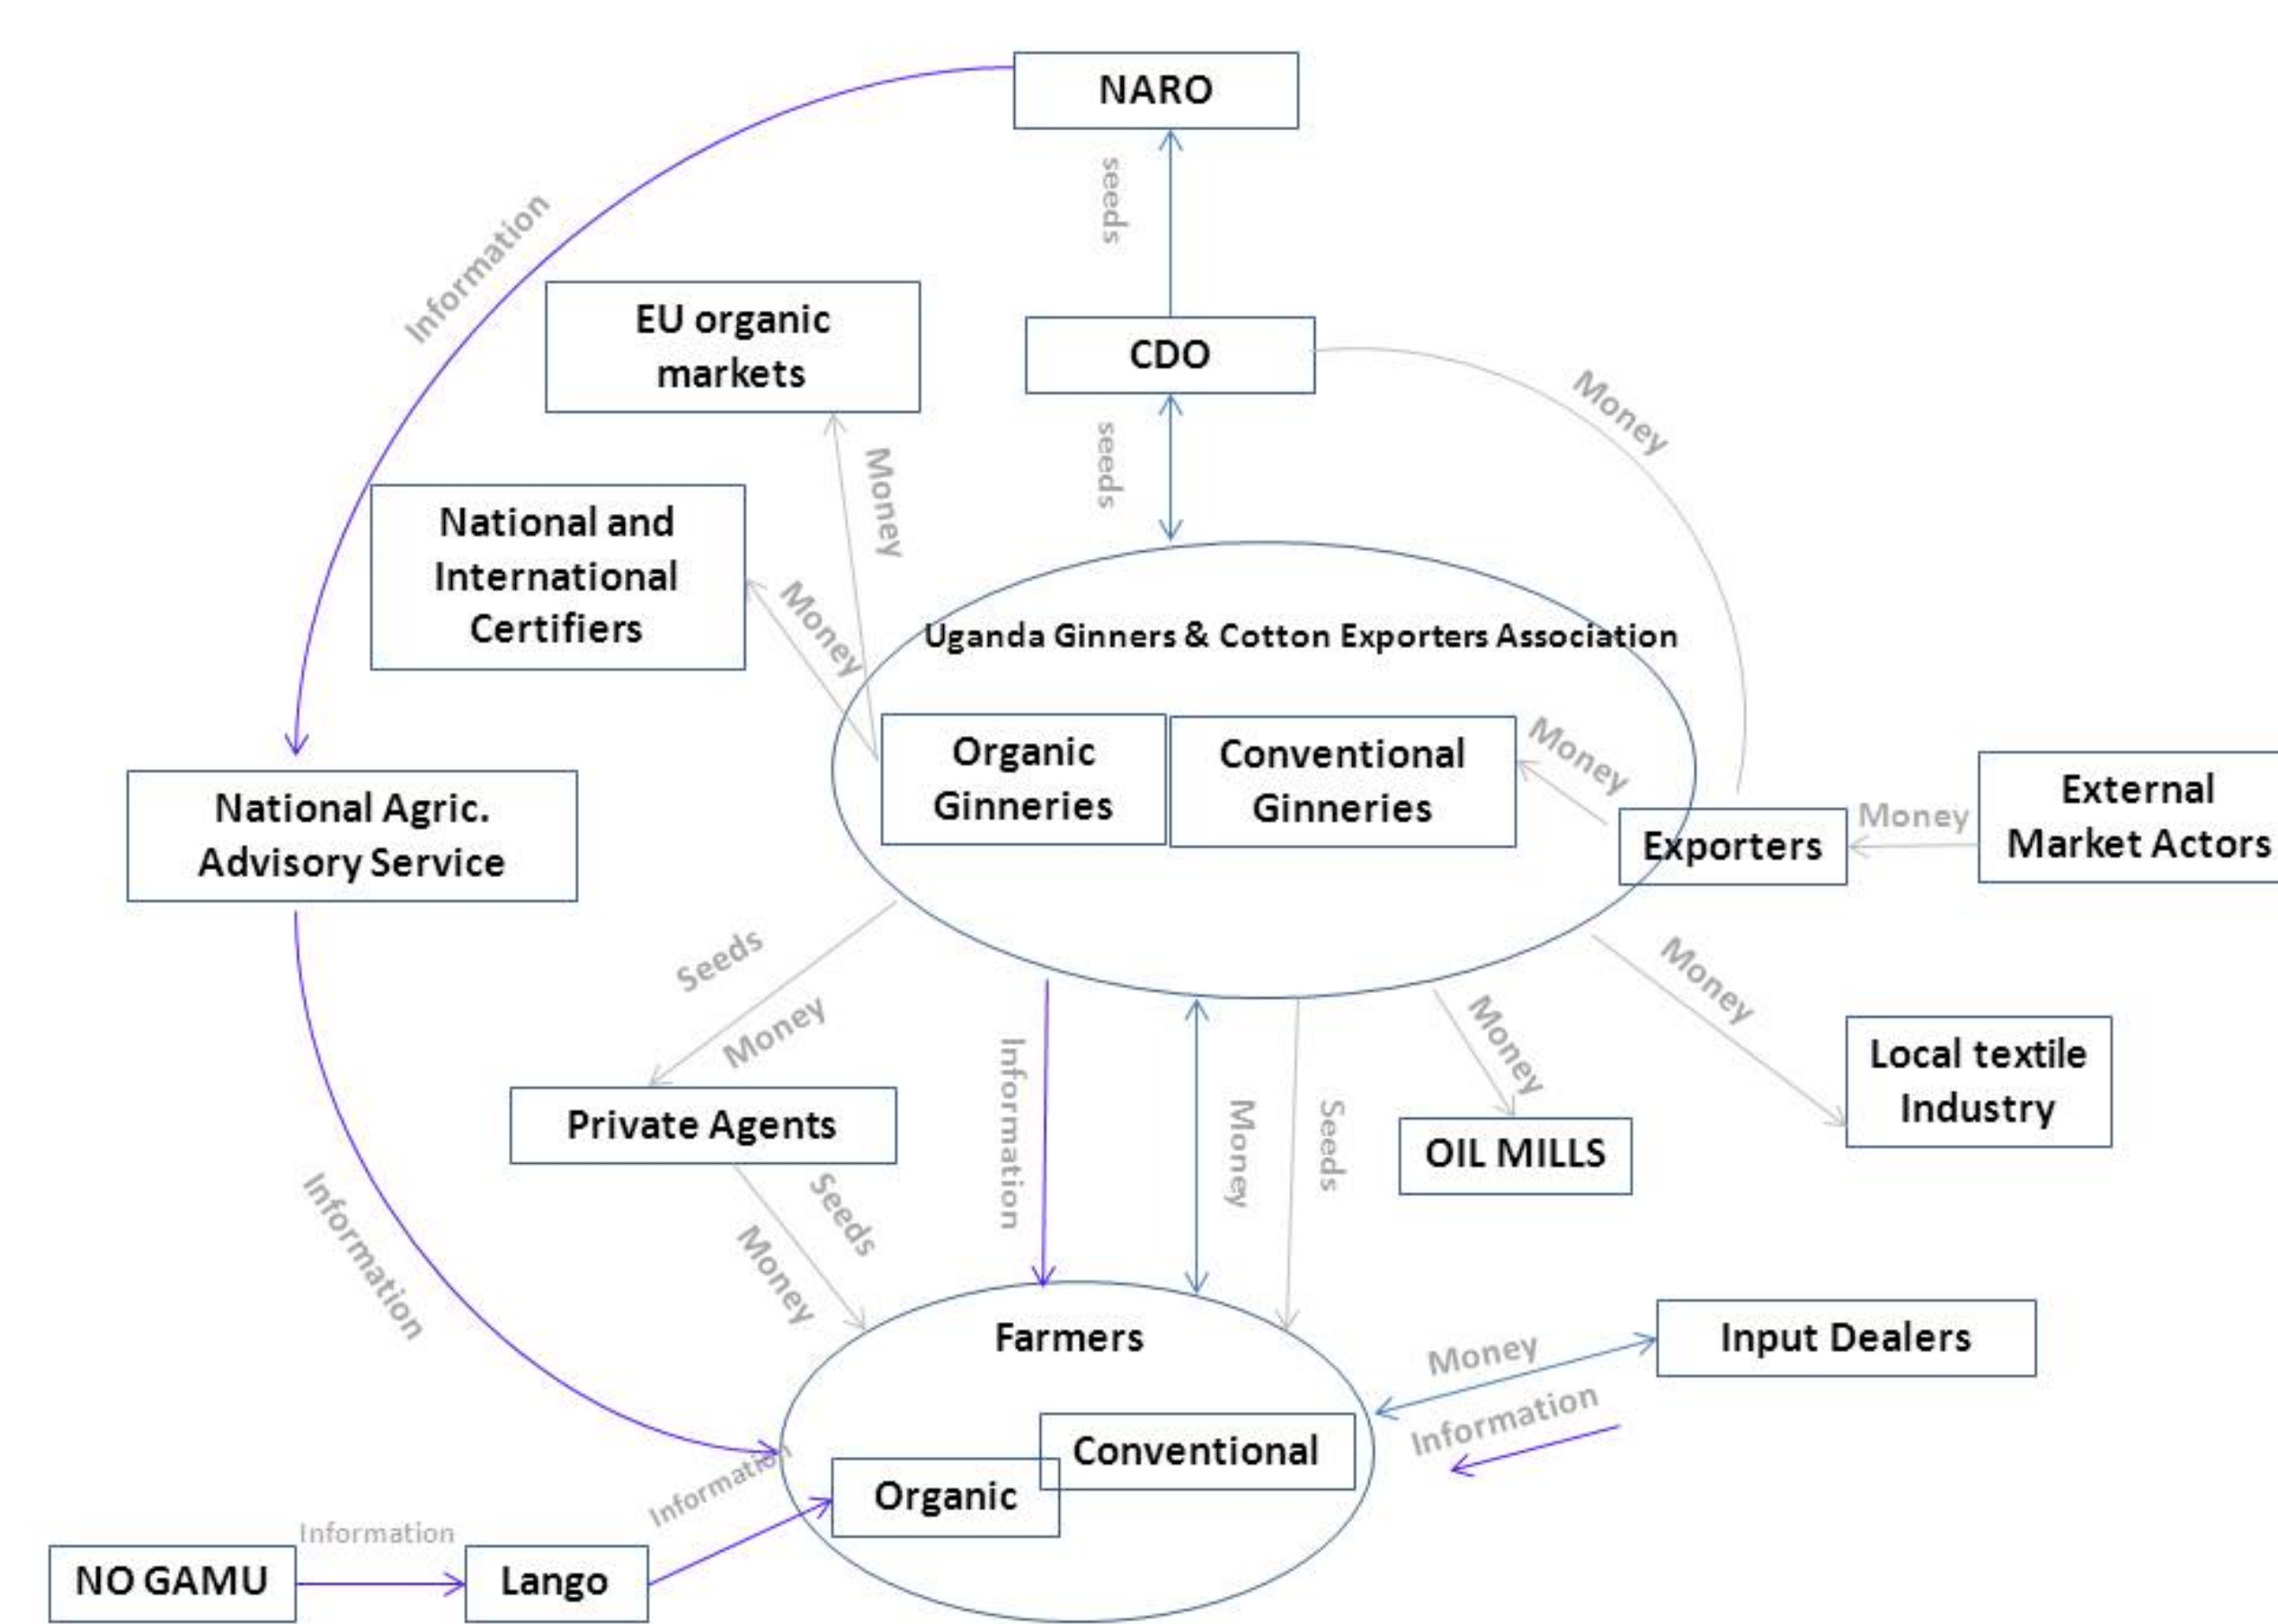 NARO
seeds
Information
EU organic
markets
CDO
Money
seeds
Money
National and
International
Certifiers
Money
Uganda Ginners & Cotton Exporters Association
Organic
Ginneries
Conventional
Ginneries
Money
Exporters
Money
External
Market Actors
National Agric.
Advisory Service
Seeds
Money
Information
Money
Seeds
Money
Money
Local textile
Industry
Private Agents
OIL MILLS
Seeds
Money
Information
Farmers
Input Dealers
Money
Information
Conventional
Organic
Information
Information
NO GAMU
Lango